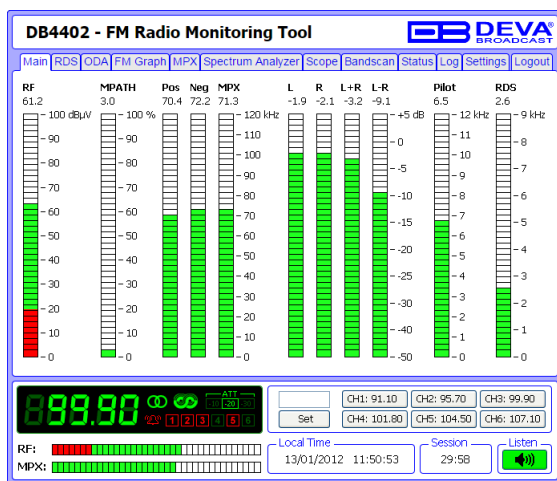 DB4402 - FM Radio Monitoring Tool
DB DEVA
BROADCAST
Main RDS ODA FM Graph MPX Spectrum Analyzer Scope Bandscan Status Log Settings Logout
RF MPATH Pos Neg MPX L R L+R L-R Pilot RDS
61.2 3.0 70.4 72.2 71.3 -1.9 -2.1 -3.2 -9.1 6.5 2.6
100 dBµV 100 % 120 kHz +5 dB 12 kHz 9 kHz
90 90 110 0 11 8
80 80 100 -5 10 7
70 70 90 -10 9 6
60 60 80 -15 8 5
50 50 70 -20 7 4
40 40 60 -25 6 3
30 30 50 -30 5 2
20 20 40 -40 4 1
10 10 30 -50 3 0
0 0 20 2
10 1
0 0
99.90
ATT
-10 -20 -30
1 2 3 4 5 6
CH1: 91.10 CH2: 95.70 CH3: 99.90
Set CH4: 101.80 CH5: 104.50 CH6: 107.10
RF:
MPX:
Local Time Session Listen
13/01/2012 11:50:53 29:58